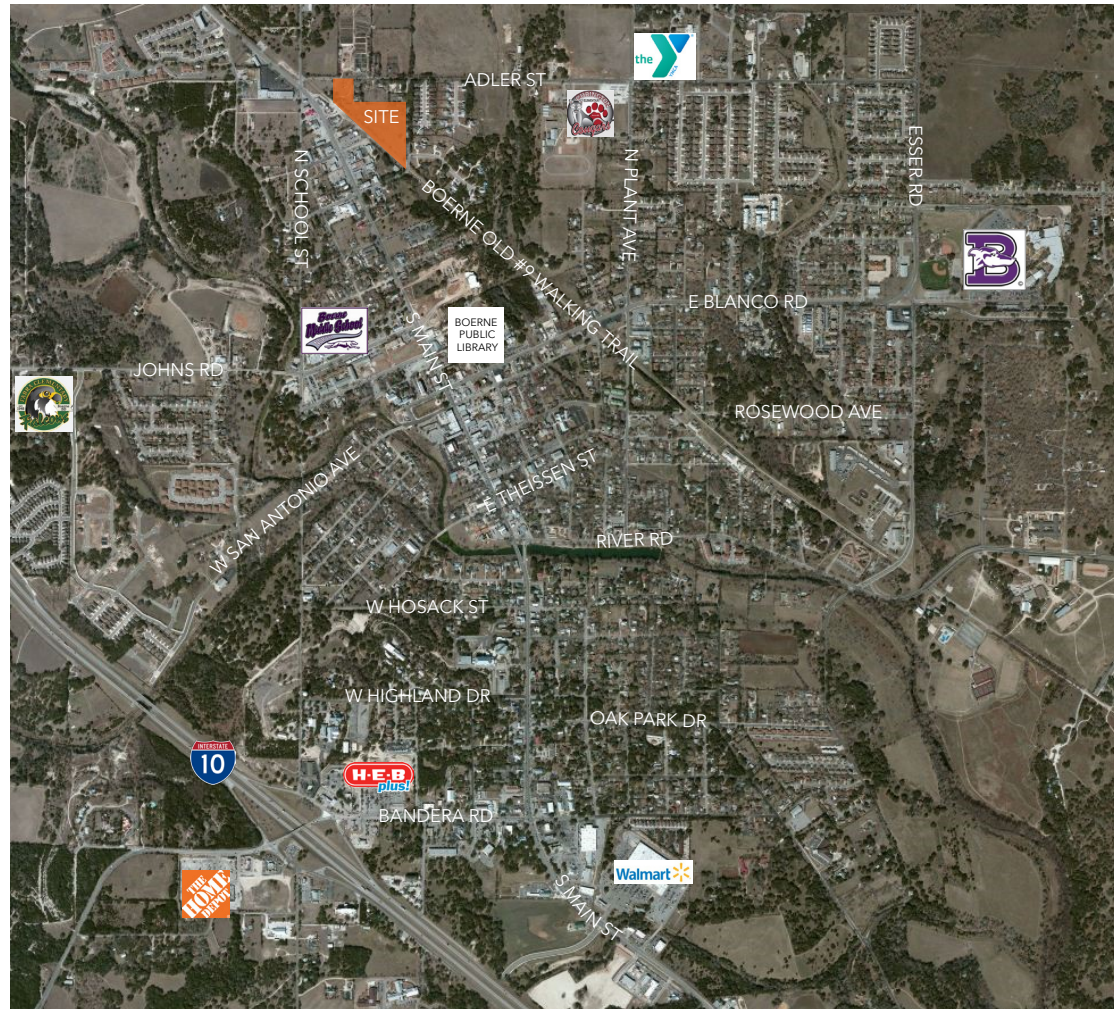 the
YMCA
ADLER ST
SITE
Cougars
N SCHOOL ST
N PLANT AVE
ESSER RD
BOERNE OLD #9 WALKING TRAIL
B
E BLANCO RD
Boerne
Middle School
S MAIN ST
BOERNE
PUBLIC
LIBRARY
JOHNS RD
ROSEWOOD AVE
W SAN ANTONIO AVE
E THEISSEN ST
RIVER RD
W HOSACK ST
W HIGHLAND DR
OAK PARK DR
INTERSTATE
10
H-E-B
plus!
BANDERA RD
Walmart
THE
HOME
DEPOT
S MAIN ST